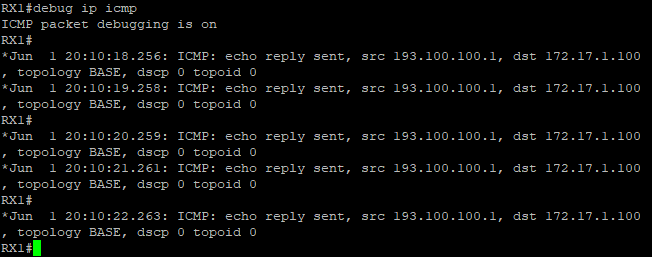 RX1#debug ip icmp
ICMP packet debugging is on
RX1#
*Jun  1 20:10:18.256: ICMP: echo reply sent, src 193.100.100.1, dst 172.17.1.100
, topology BASE, dscp 0 topoid 0
*Jun  1 20:10:19.258: ICMP: echo reply sent, src 193.100.100.1, dst 172.17.1.100
, topology BASE, dscp 0 topoid 0
RX1#
*Jun  1 20:10:20.259: ICMP: echo reply sent, src 193.100.100.1, dst 172.17.1.100
, topology BASE, dscp 0 topoid 0
*Jun  1 20:10:21.261: ICMP: echo reply sent, src 193.100.100.1, dst 172.17.1.100
, topology BASE, dscp 0 topoid 0
RX1#
*Jun  1 20:10:22.263: ICMP: echo reply sent, src 193.100.100.1, dst 172.17.1.100
, topology BASE, dscp 0 topoid 0
RX1#